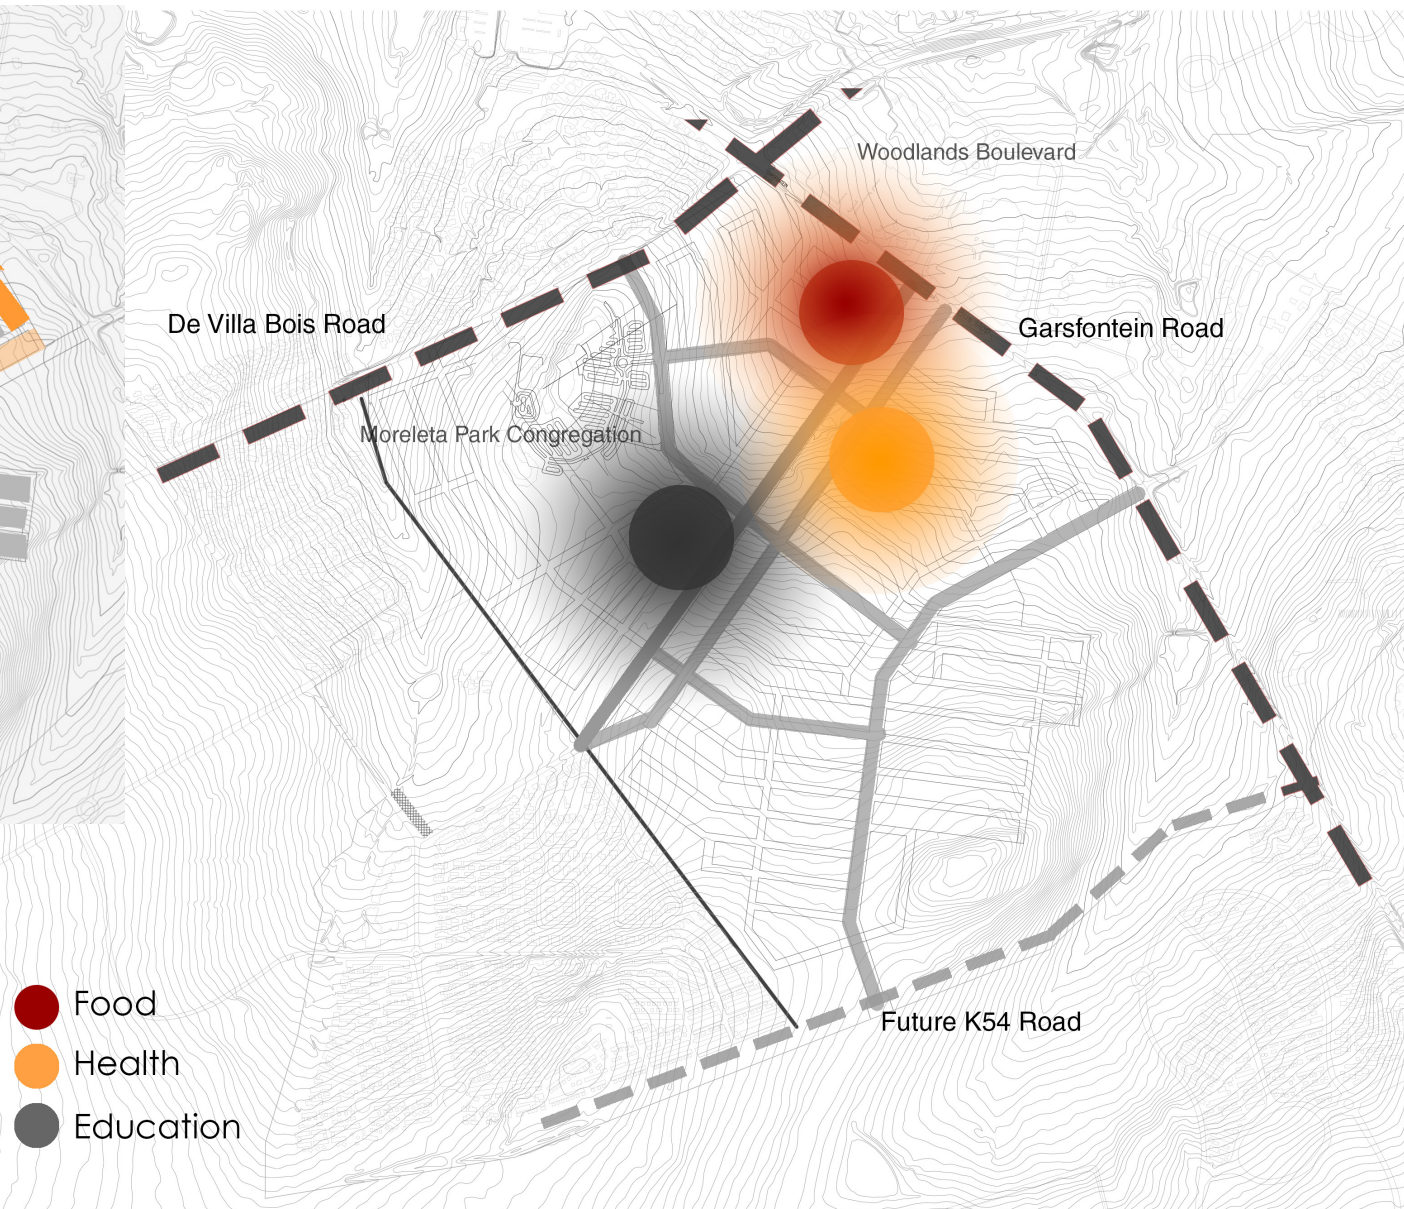 Woodlands Boulevard
De Villa Bois Road
Garsfontein Road
Moreleta Park Congregation
Food
Future K54 Road
Health
Education